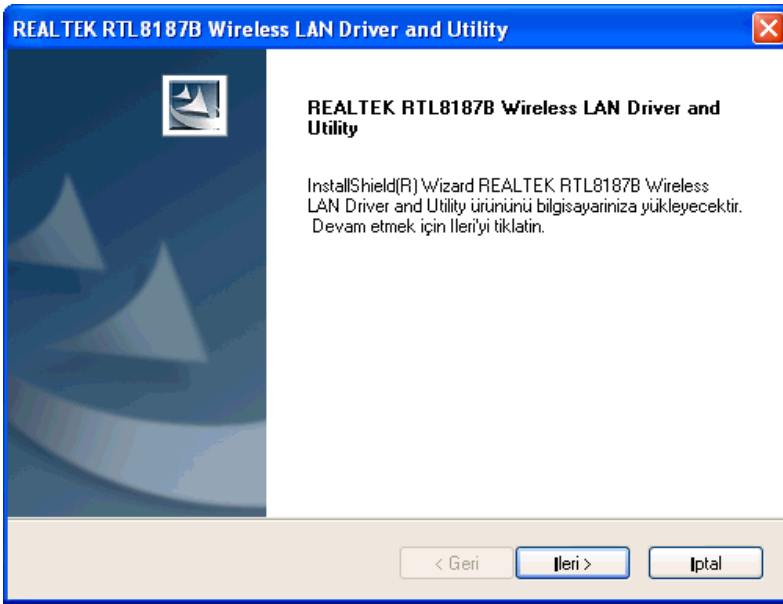 REALTEK RTL8187B Wireless LAN Driver and Utility
REALTEK RTL8187B Wireless LAN Driver and
Utility
InstallShield(R) Wizard REALTEK RTL8187B Wireless
LAN Driver and Utility ürününü bilgisayariniza yükleyecektir.
Devam etmek için Ileri'yi tiklatin.
< Geri
Ileri >
Iptal